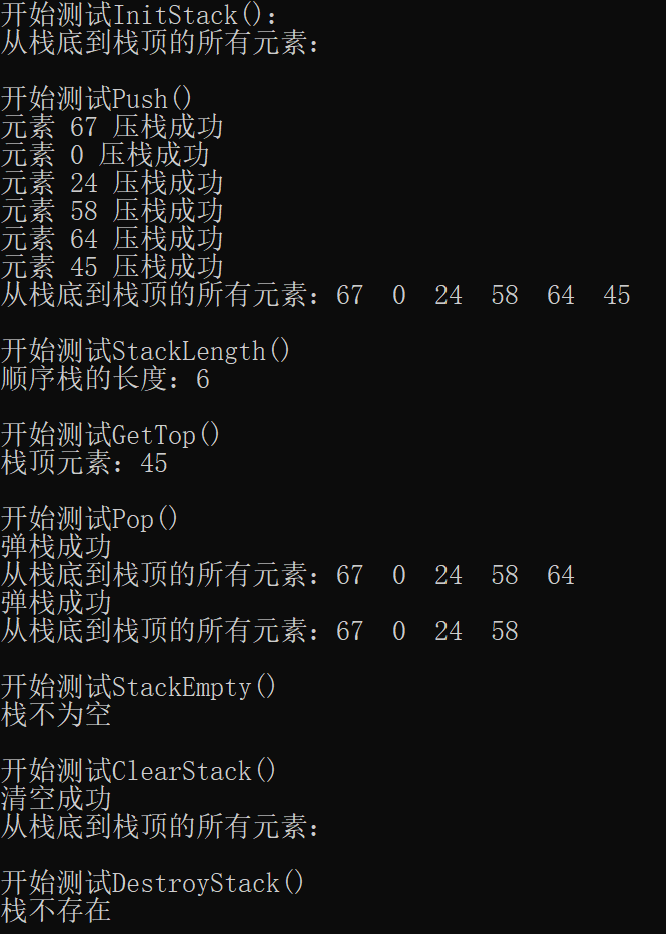 开始测试InitStack():
从栈底到栈顶的所有元素:
开始测试Push()
元素 67 压栈成功
元素 0 压栈成功
元素 24 压栈成功
元素 58 压栈成功
元素 64 压栈成功
元素 45 压栈成功
从栈底到栈顶的所有元素: 67  0  24  58  64  45
开始测试StackLength()
顺序栈的长度: 6
开始测试GetTop()
栈顶元素: 45
开始测试Pop()
弹栈成功
从栈底到栈顶的所有元素: 67  0  24  58  64
弹栈成功
从栈底到栈顶的所有元素: 67  0  24  58
开始测试StackEmpty()
栈不为空
开始测试ClearStack()
清空成功
从栈底到栈顶的所有元素:
开始测试DestroyStack()
栈不存在